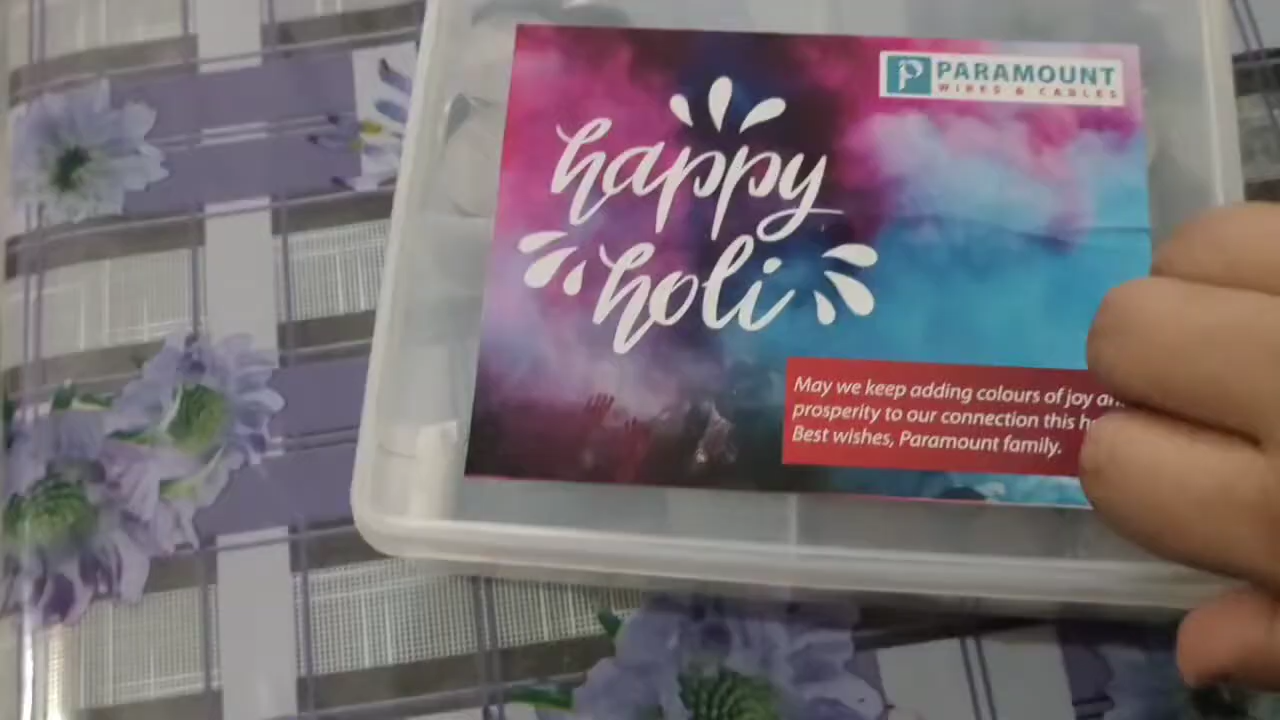 PARAMOUNT
WIRES & CABLES
happy
holi
May we keep adding colours of joy
prosperity to our connection this
Best wishes, Paramount family.